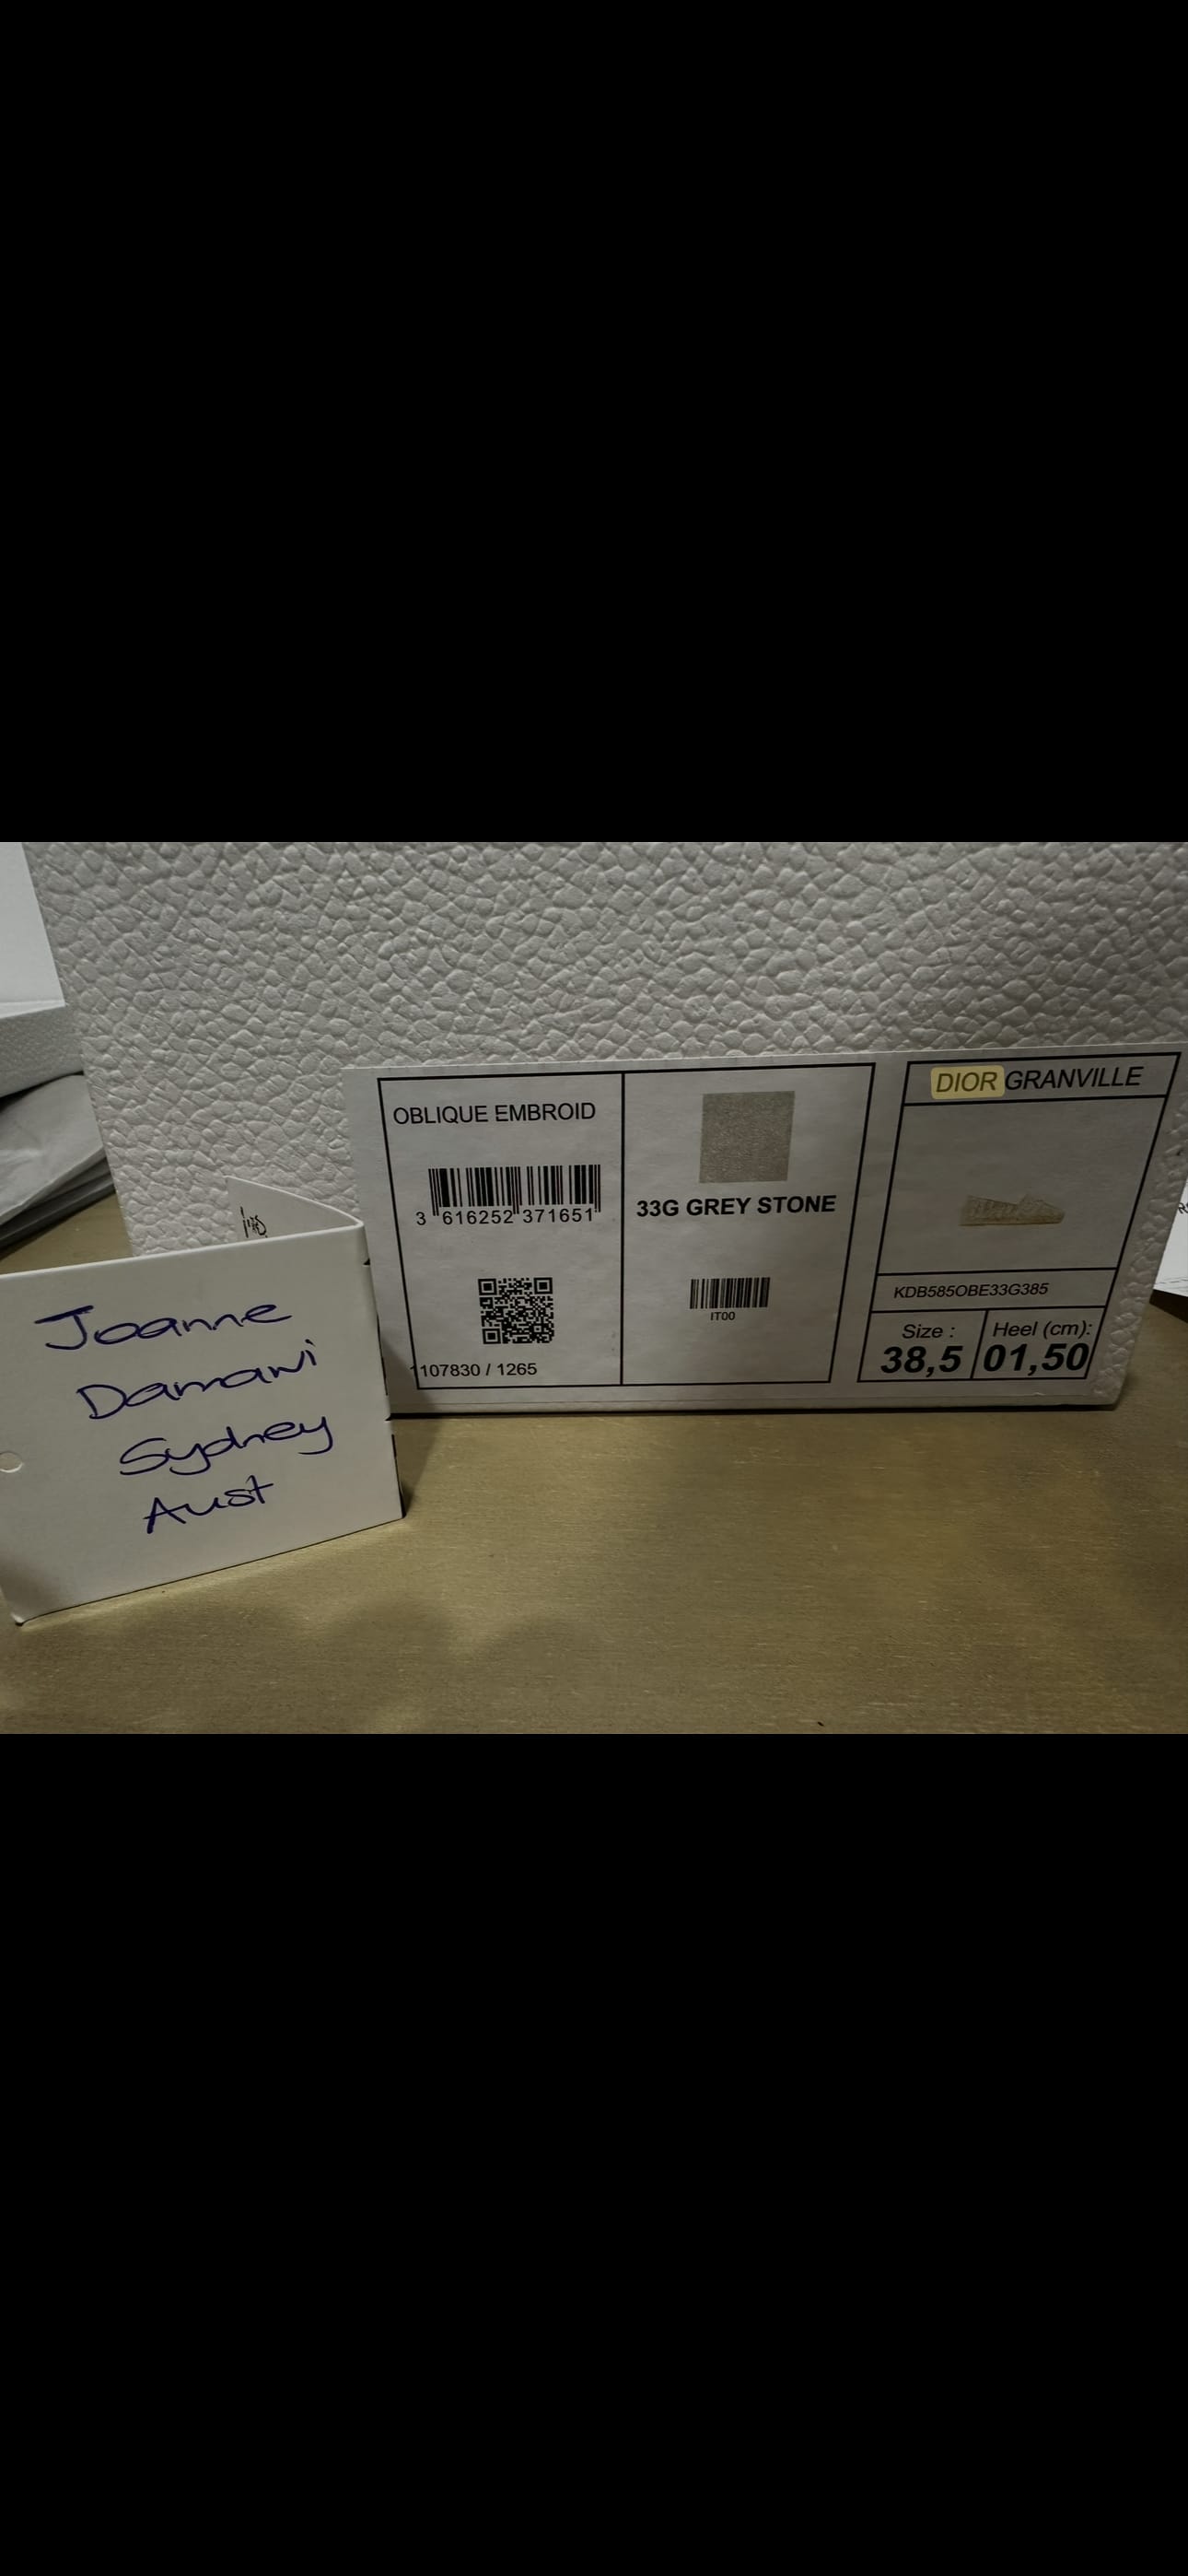 OBLIQUE EMBROID
3 616252 371651
1107830 / 1265
33G GREY STONE
IT00
DIOR GRANVILLE
KDB585OBE33G385
Size :
38,5
Heel (cm):
01,50
Joanne
Damawi
Sydney
Aust